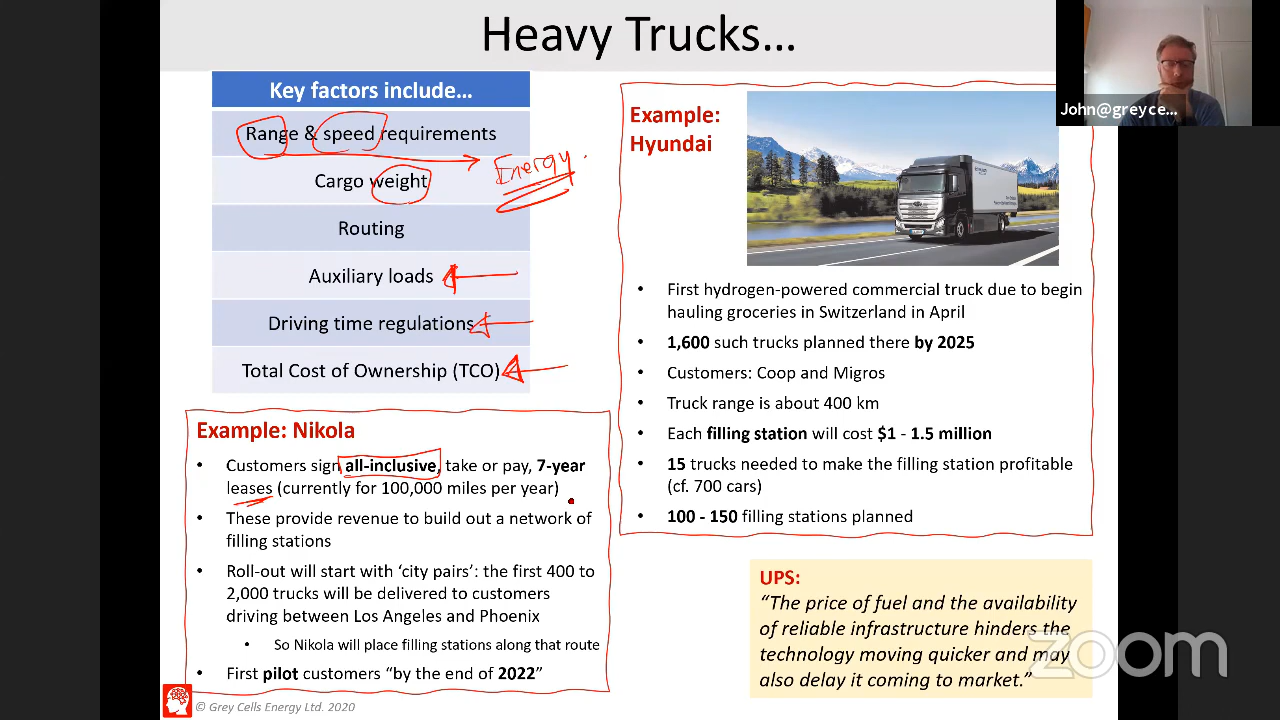 Heavy Trucks...
Key factors include...
Range & speed requirements
Energy
Cargo weight
Routing
Auxiliary loads
Driving time regulations
Total Cost of Ownership (TCO)
Example: Nikola
• Customers sign all-inclusive, take or pay, 7-year
leases (currently for 100,000 miles per year)
• These provide revenue to build out a network of
filling stations
• Roll-out will start with ‘city pairs’: the first 400 to
2,000 trucks will be delivered to customers
driving between Los Angeles and Phoenix
• So Nikola will place filling stations along that route
• First pilot customers “by the end of 2022”
Example:
Hyundai
• First hydrogen-powered commercial truck due to begin
hauling groceries in Switzerland in April
• 1,600 such trucks planned there by 2025
• Customers: Coop and Migros
• Truck range is about 400 km
• Each filling station will cost $1 - 1.5 million
• 15 trucks needed to make the filling station profitable
(cf. 700 cars)
• 100 - 150 filling stations planned
UPS:
“The price of fuel and the availability
of reliable infrastructure hinders the
technology moving quicker and may
also delay it coming to market.”
John@greyce...
zoom
© Grey Cells Energy Ltd. 2020